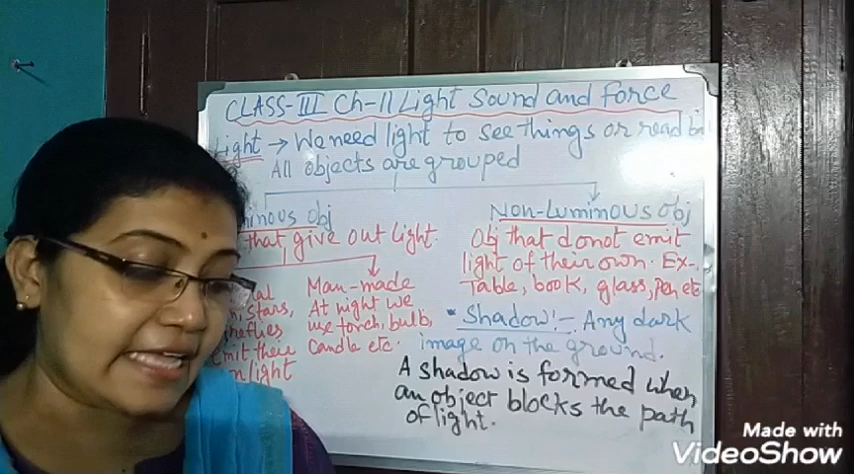 CLASS-III Ch-11 Light Sound and force
Light → We need light to see things or read
All objects are grouped
Non-Luminous Obj
Obj that donot emit
light of their own. Ex-
Table, book, glass, Pen etc
obj
that give out light.
Man-made
At night we
use torch, bulb,
candle etc.
Stars,
emit their
light
Shadow:- Any dark
image on the ground.
A shadow is formed when
an object blocks the path
of light.
Made with
VideoShow